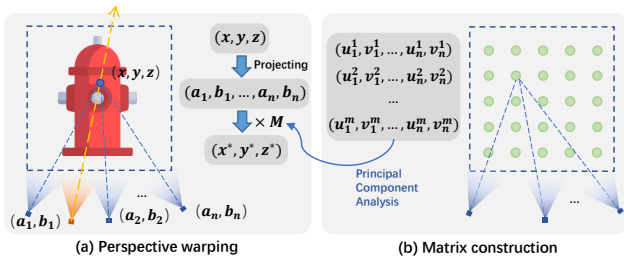 (x, y, z)
(x, y, z)
Projecting
(a₁, b₁, ..., aₙ, bₙ)
× M
(x*, y*, z*)
(a₁, b₁)
(a₂, b₂)
...
(aₙ, bₙ)
(a) Perspective warping
(u₁¹, v₁¹, ..., uₙ¹, vₙ¹)
(u₁², v₁², ..., uₙ², vₙ²)
...
(u₁ᵐ, v₁ᵐ, ..., uₙᵐ, vₙᵐ)
Principal
Component
Analysis
...
(b) Matrix construction